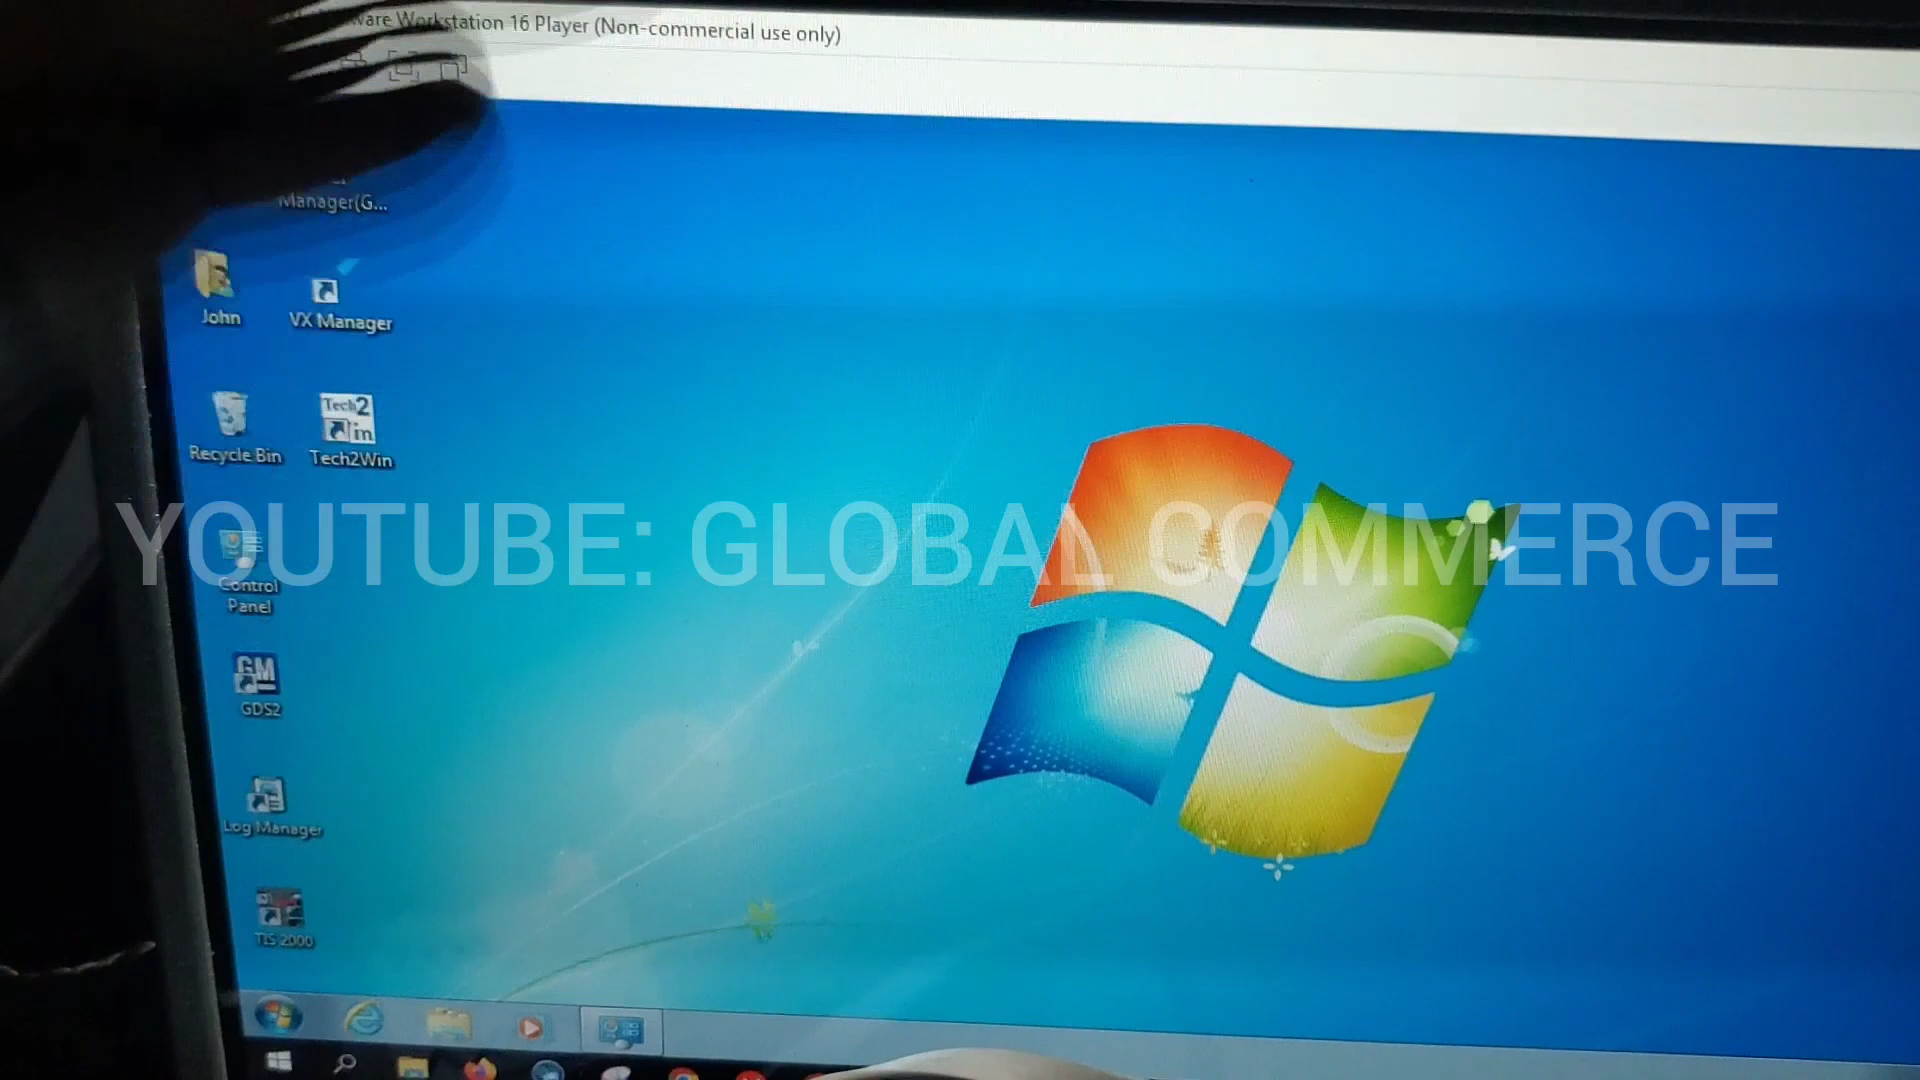 Workstation 16 Player (Non-commercial use only)
Manager(G...
John
VX Manager
Recycle Bin
Tech2
in
Tech2Win
YOUTUBE: GLOBAL COMMERCE
Control
Panel
GM
GDS2
Log Manager
TIS 2000